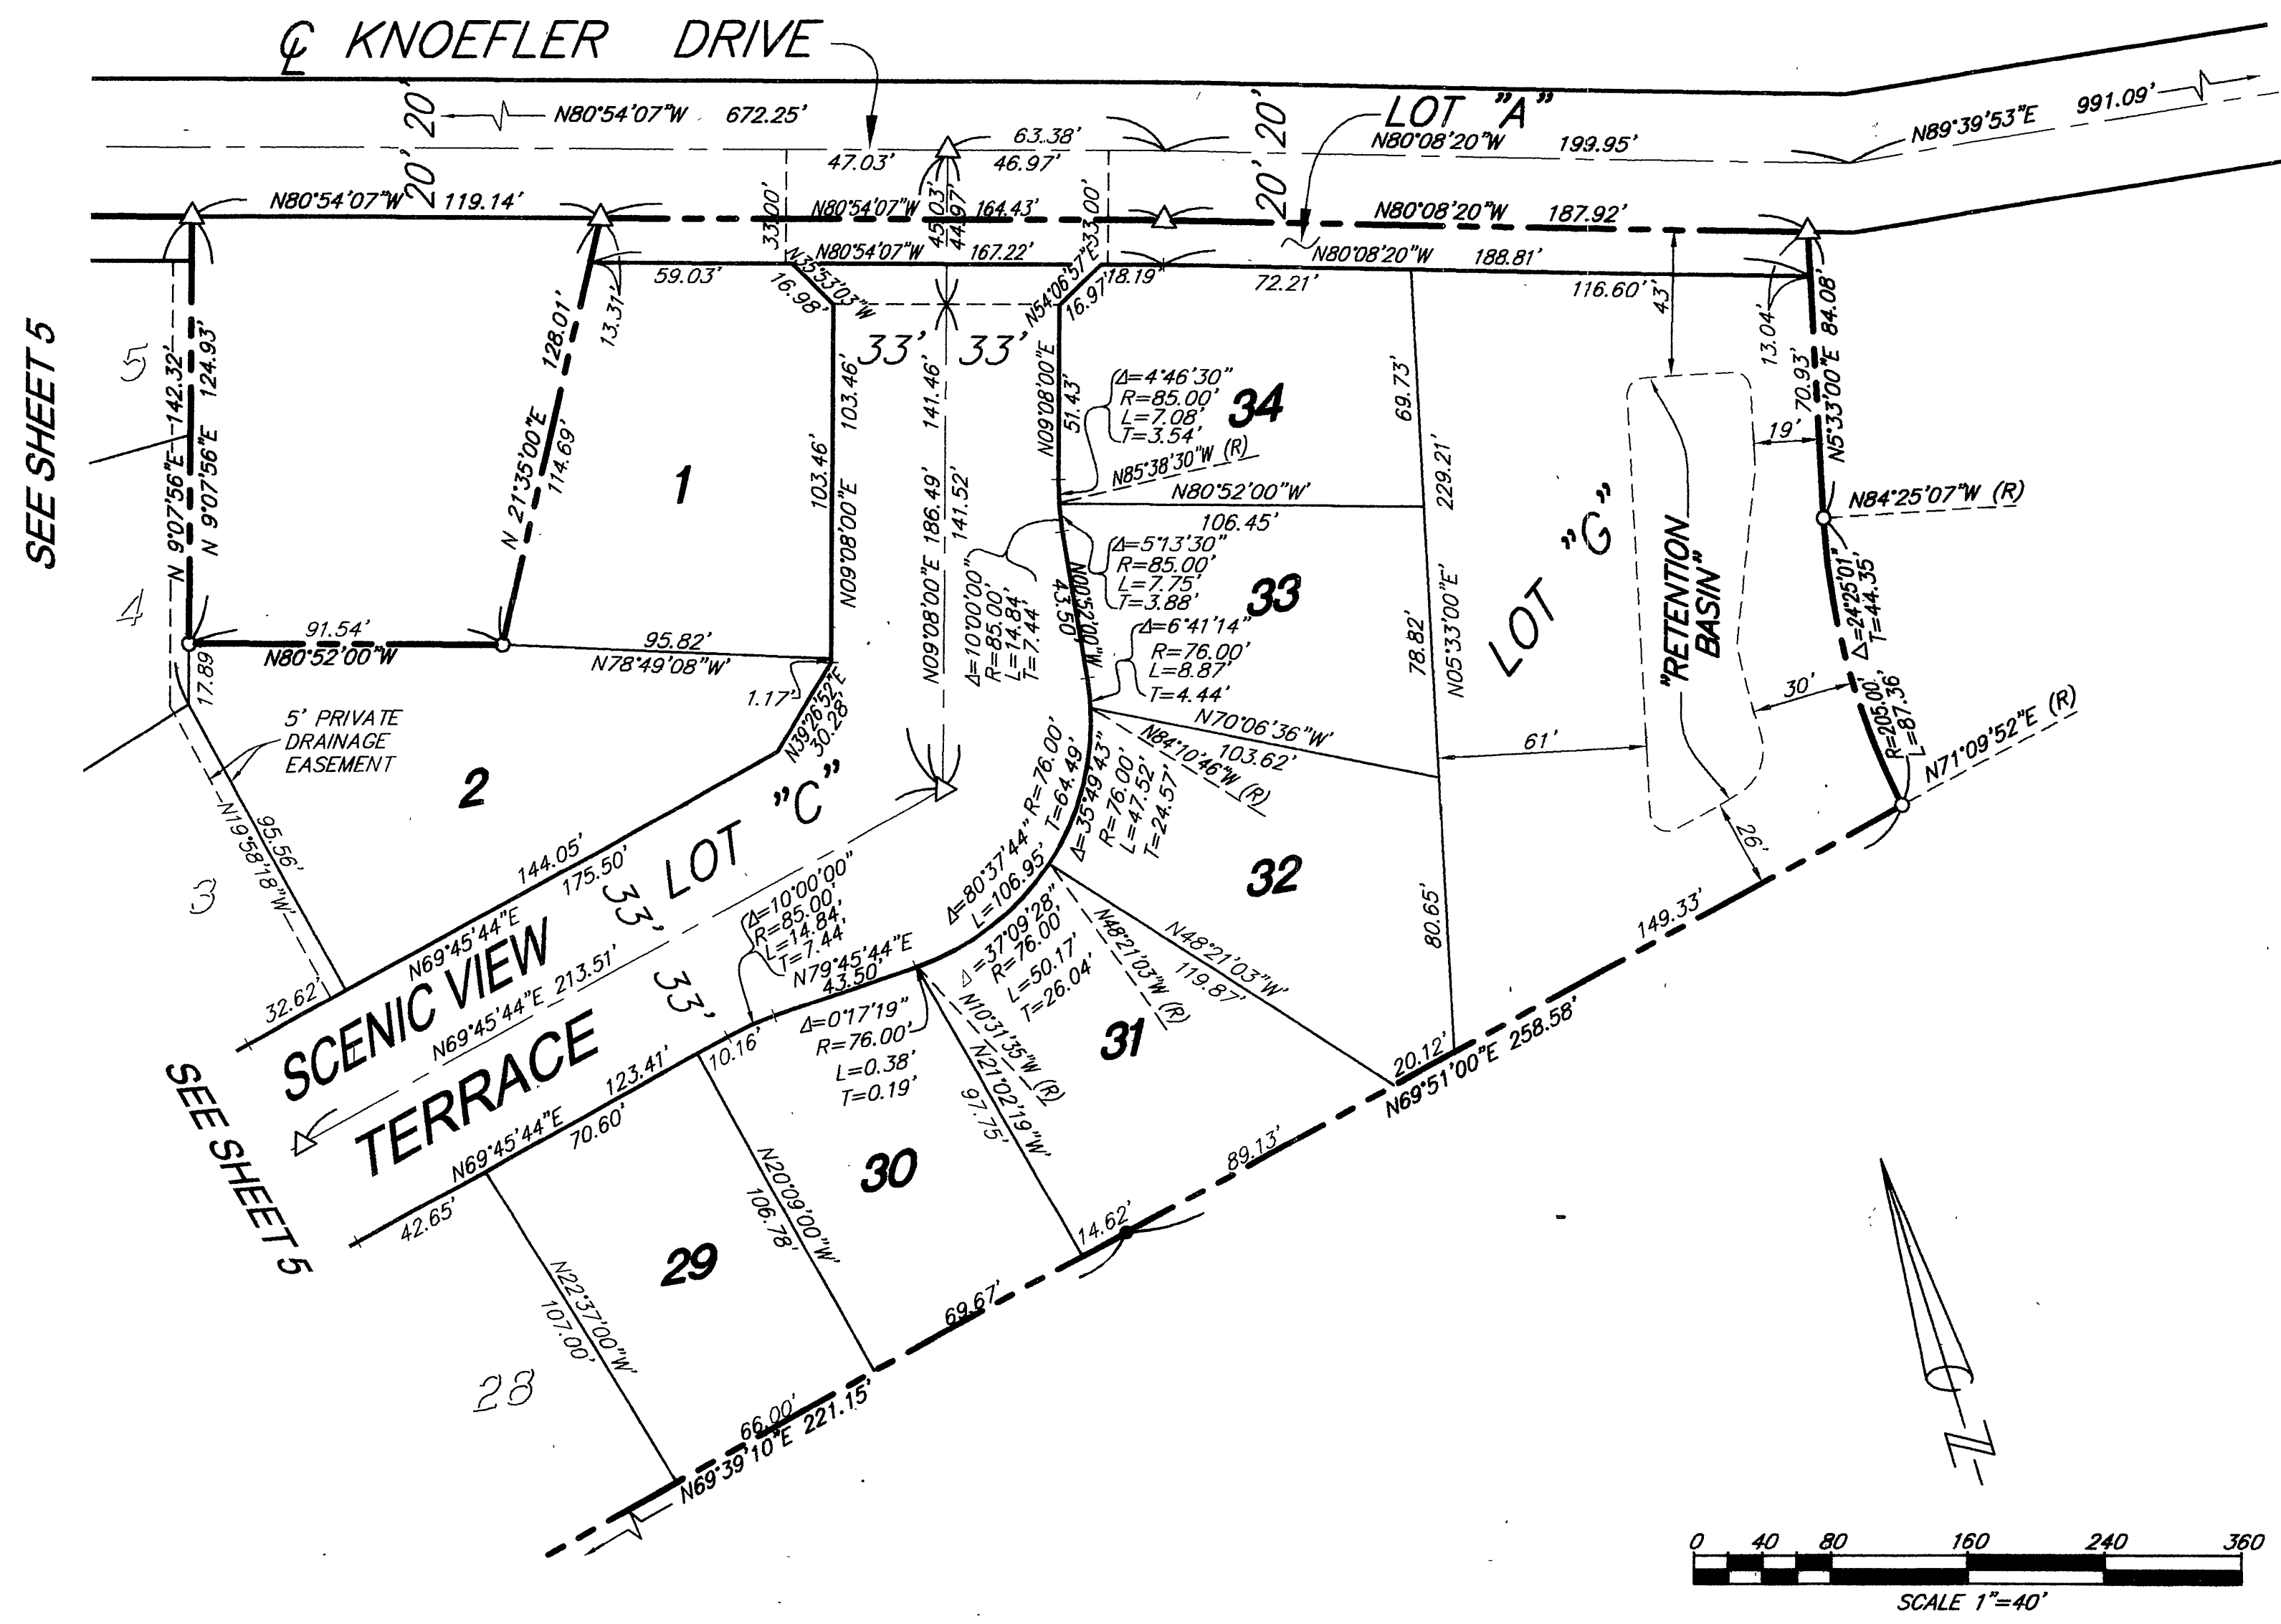 ℄ KNOEFLER DRIVE
20' 20'
N80°54'07"W 672.25'
63.38'
47.03' 46.97'
20' 20'
LOT "A"
N80°08'20"W 199.95'
N89°39'53"E 991.09'
N80°54'07"W 119.14'
33.00'
N80°54'07"W 164.43'
45.03'
44.97'
33.00'
N80°08'20"W 187.92'
N80°54'07"W 167.22'
N80°08'20"W 188.81'
59.03'
13.31'
N35°53'03"W
16.98'
N54°06'57"E
16.97'
18.19'
72.21'
116.60'
43'
13.04'
N5°33'00"E 84.08'
70.93'
SEE SHEET 5
5
N 9°07'56"E 142.32'
N 9°07'56"E 124.93'
128.01'
N 21°35'00"E
114.69'
1
103.46'
103.46'
N09°08'00"E
33' 33'
141.46'
N09°08'00"E 186.49'
141.52'
N09°08'00"E
51.43'
Δ=4°46'30"
R=85.00'
L=7.08'
T=3.54'
34
N85°38'30"W (R)
N80°52'00"W
106.45'
69.73'
229.21'
N05°33'00"E
78.82'
80.65'
LOT "G"
"RETENTION
BASIN"
19'
N84°25'07"W (R)
Δ=24°25'01"
T=44.35'
R=205.00'
L=87.36'
30'
N71°09'52"E (R)
61'
26'
4
91.54'
N80°52'00"W
95.82'
N78°49'08"W
1.17'
N39°26'52"E
30.28'
17.89'
5' PRIVATE
DRAINAGE
EASEMENT
2
95.56'
N19°58'18"W
3
Δ=10°00'00"
R=85.00'
L=14.84'
T=7.44'
Δ=5°13'30"
R=85.00'
L=7.75'
T=3.88'
N00°52'00"W
43.50'
33
Δ=6°41'14"
R=76.00'
L=8.87'
T=4.44'
N70°06'36"W
103.62'
N84°10'46"W (R)
Δ=35°49'43"
R=76.00'
L=47.52'
T=24.57'
Δ=80°37'44" R=76.00'
L=106.95' T=64.49'
32
144.05'
175.50'
N69°45'44"E
32.62'
33'
LOT "C"
SCENIC VIEW
N69°45'44"E 213.51'
TERRACE
33'
Δ=10°00'00"
R=85.00'
L=14.84'
T=7.44'
N79°45'44"E
43.50'
Δ=37°09'28"
R=76.00'
L=50.17'
T=26.04'
N48°21'03"W (R)
N48°21'03"W
119.87'
31
Δ=0°17'19"
R=76.00'
L=0.38'
T=0.19'
N10°31'35"W (R)
N21°02'19"W
97.75'
149.33'
20.12'
N69°51'00"E 258.58'
89.13'
14.62'
SEE SHEET 5
10.16'
123.41'
N69°45'44"E
70.60'
42.65'
30
N20°09'00"W
106.78'
29
N22°37'00"W
107.00'
28
69.67'
66.00'
N69°39'10"E 221.15'
N
0 40 80 160 240 360
SCALE 1"=40'